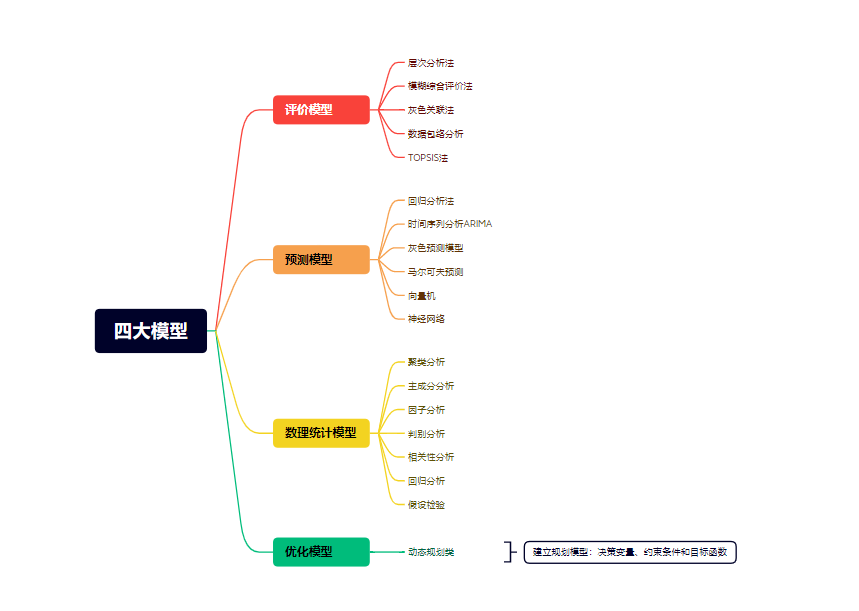 四大模型
评价模型
层次分析法
模糊综合评价法
灰色关联法
数据包络分析
TOPSIS法
预测模型
回归分析法
时间序列分析ARIMA
灰色预测模型
马尔可夫预测
向量机
神经网络
数理统计模型
聚类分析
主成分分析
因子分析
判别分析
相关性分析
回归分析
假设检验
优化模型
动态规划类
建立规划模型：决策变量、约束条件和目标函数